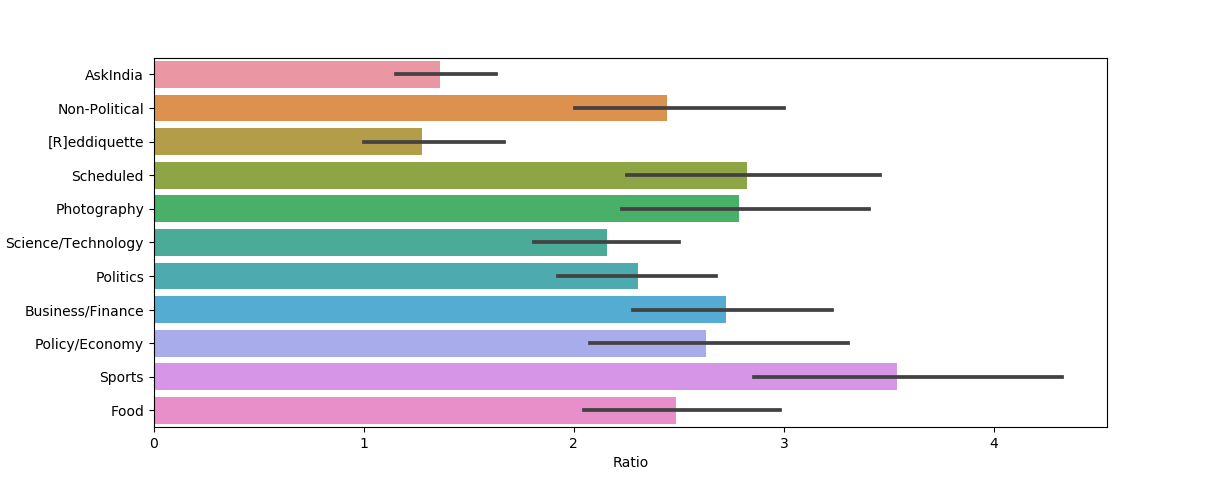 AskIndia
Non-Political
[R]eddiquette
Scheduled
Photography
Science/Technology
Politics
Business/Finance
Policy/Economy
Sports
Food
0 1 2 3 4
Ratio